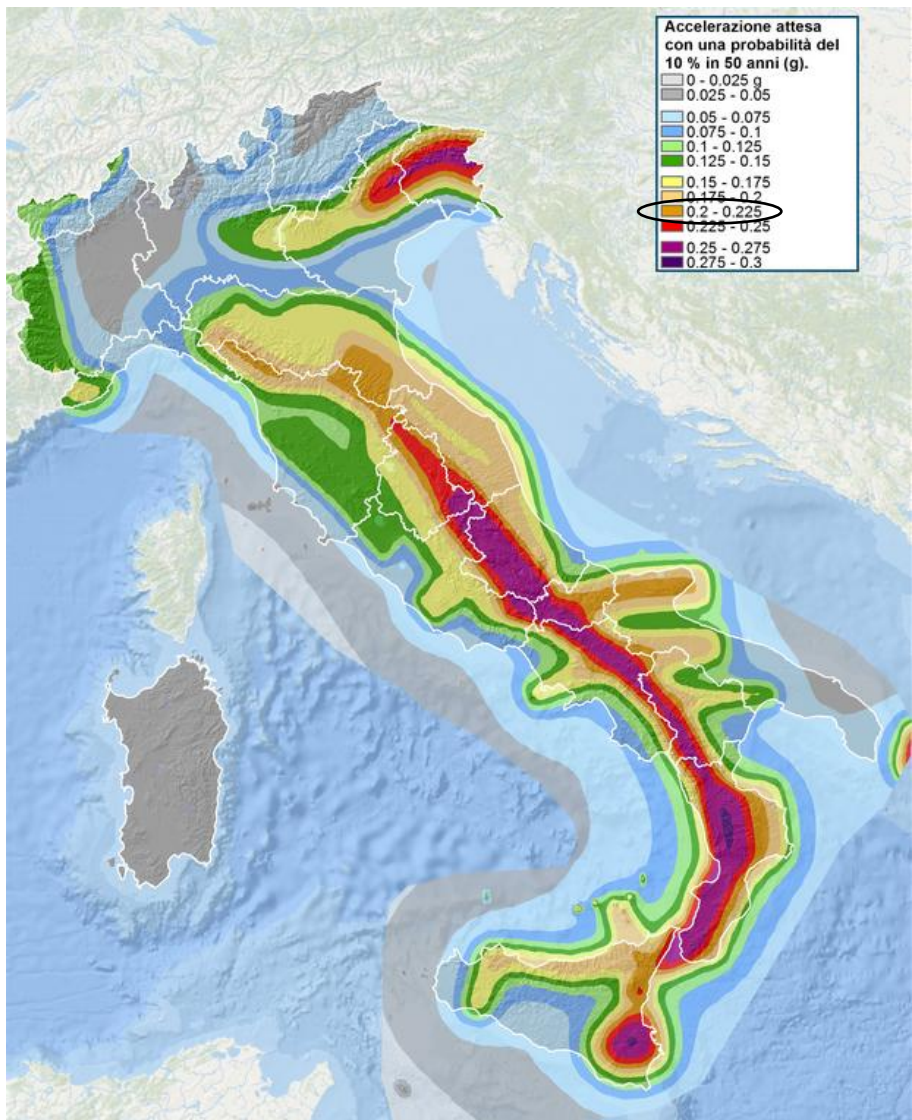 Accelerazione attesa
con una probabilità del
10 % in 50 anni (g).
0 - 0.025 g
0.025 - 0.05
0.05 - 0.075
0.075 - 0.1
0.1 - 0.125
0.125 - 0.15
0.15 - 0.175
0.175 - 0.2
0.2 - 0.225
0.225 - 0.25
0.25 - 0.275
0.275 - 0.3